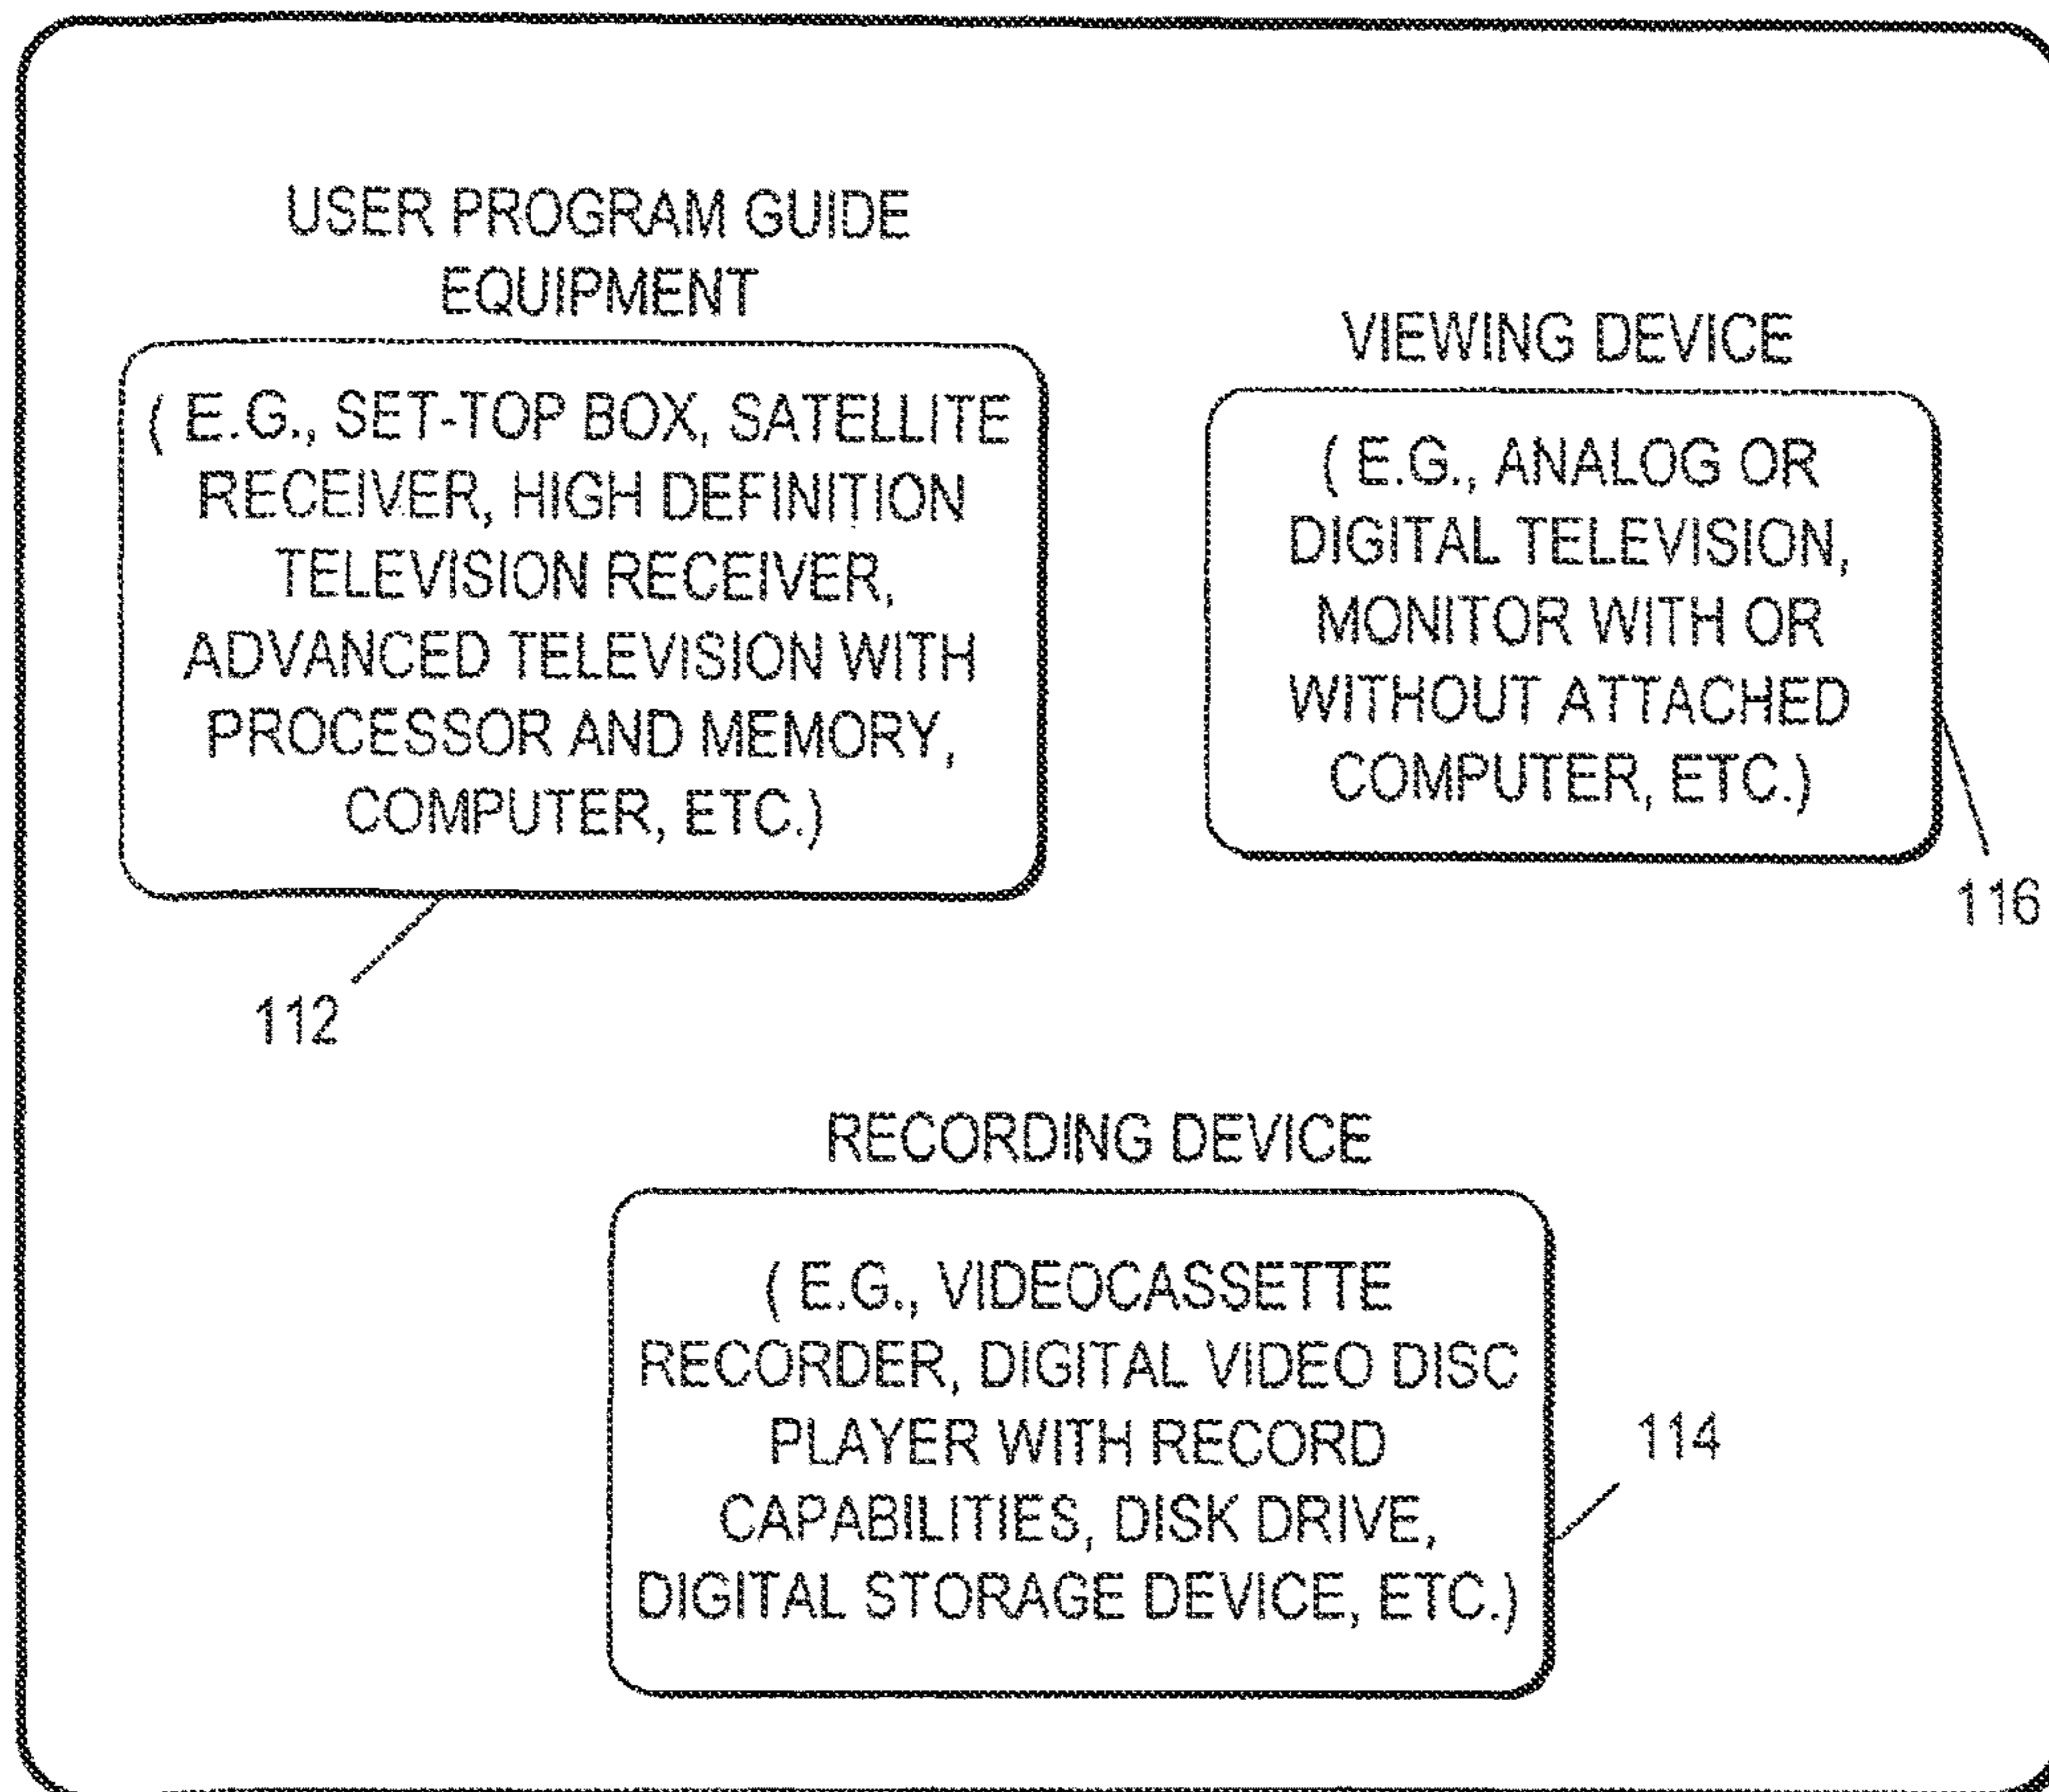 USER PROGRAM GUIDE
EQUIPMENT
( E.G., SET-TOP BOX, SATELLITE
RECEIVER, HIGH DEFINITION
TELEVISION RECEIVER,
ADVANCED TELEVISION WITH
PROCESSOR AND MEMORY,
COMPUTER, ETC.)
112
VIEWING DEVICE
( E.G., ANALOG OR
DIGITAL TELEVISION,
MONITOR WITH OR
WITHOUT ATTACHED
COMPUTER, ETC.)
116
RECORDING DEVICE
( E.G., VIDEOCASSETTE
RECORDER, DIGITAL VIDEO DISC
PLAYER WITH RECORD
CAPABILITIES, DISK DRIVE,
DIGITAL STORAGE DEVICE, ETC.)
114